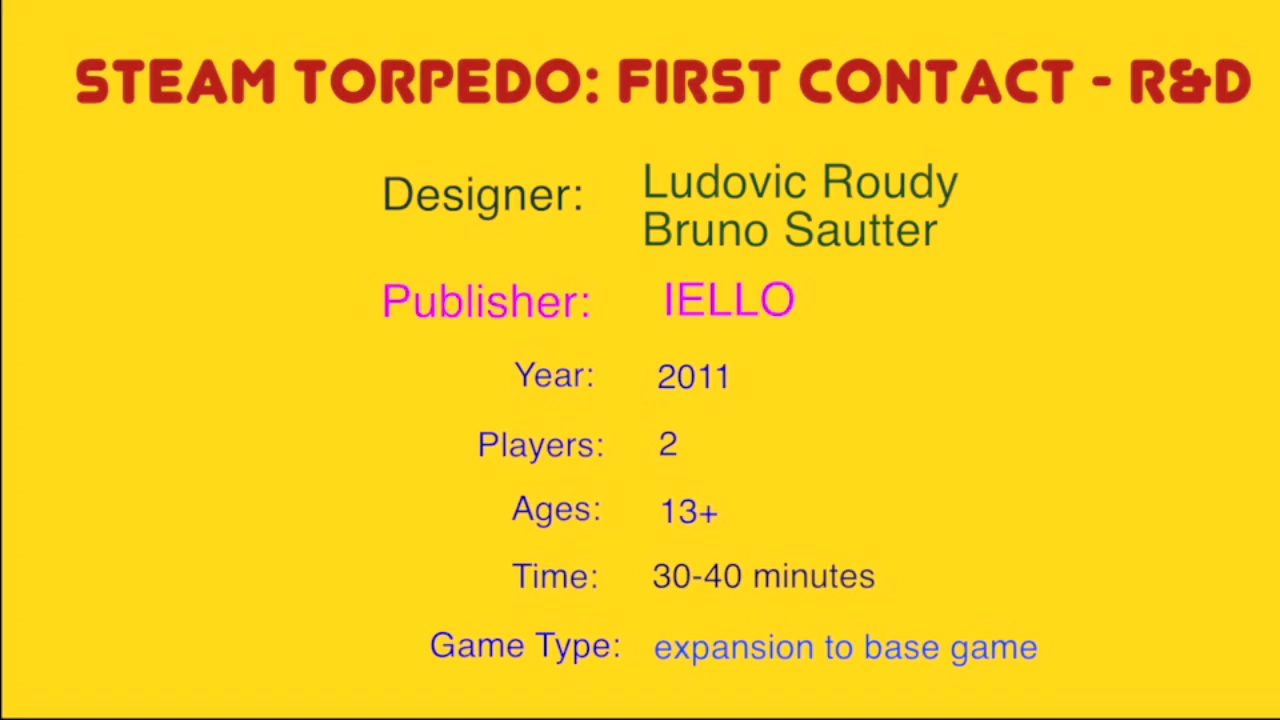 STEAM TORPEDO: FIRST CONTACT - R&D
Designer: Ludovic Roudy
Bruno Sautter
Publisher: IELLO
Year: 2011
Players: 2
Ages: 13+
Time: 30-40 minutes
Game Type: expansion to base game